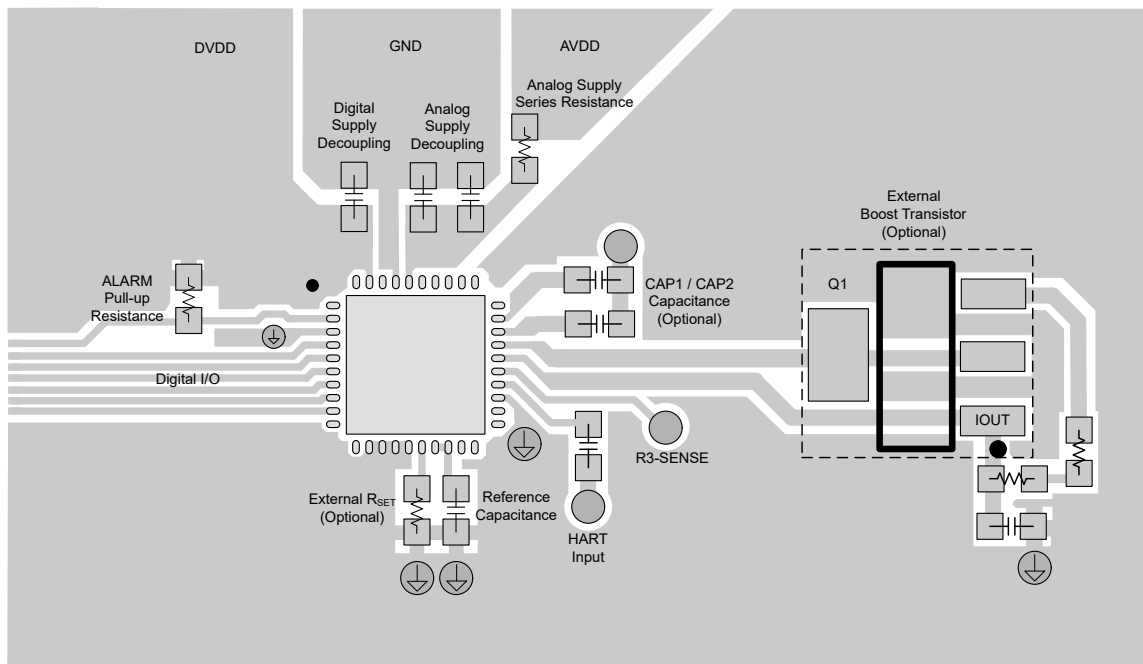 DVDD
GND
AVDD
Analog Supply
Series Resistance
Digital
Supply
Decoupling
Analog
Supply
Decoupling
External
Boost Transistor
(Optional)
ALARM
Pull-up
Resistance
CAP1 / CAP2
Capacitance
(Optional)
Q1
Digital I/O
IOUT
R3-SENSE
External RSET
(Optional)
Reference
Capacitance
HART
Input